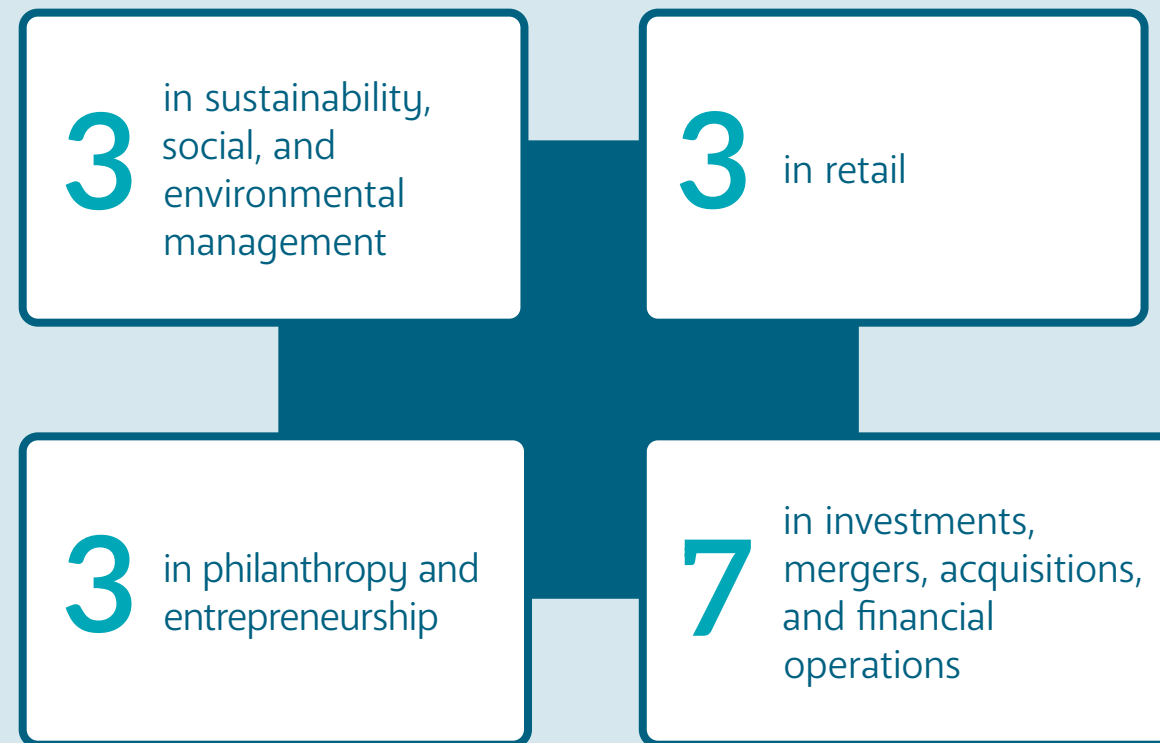 3
in sustainability,
social, and
environmental
management
3
in retail
3
in philanthropy and
entrepreneurship
7
in investments,
mergers, acquisitions,
and financial
operations